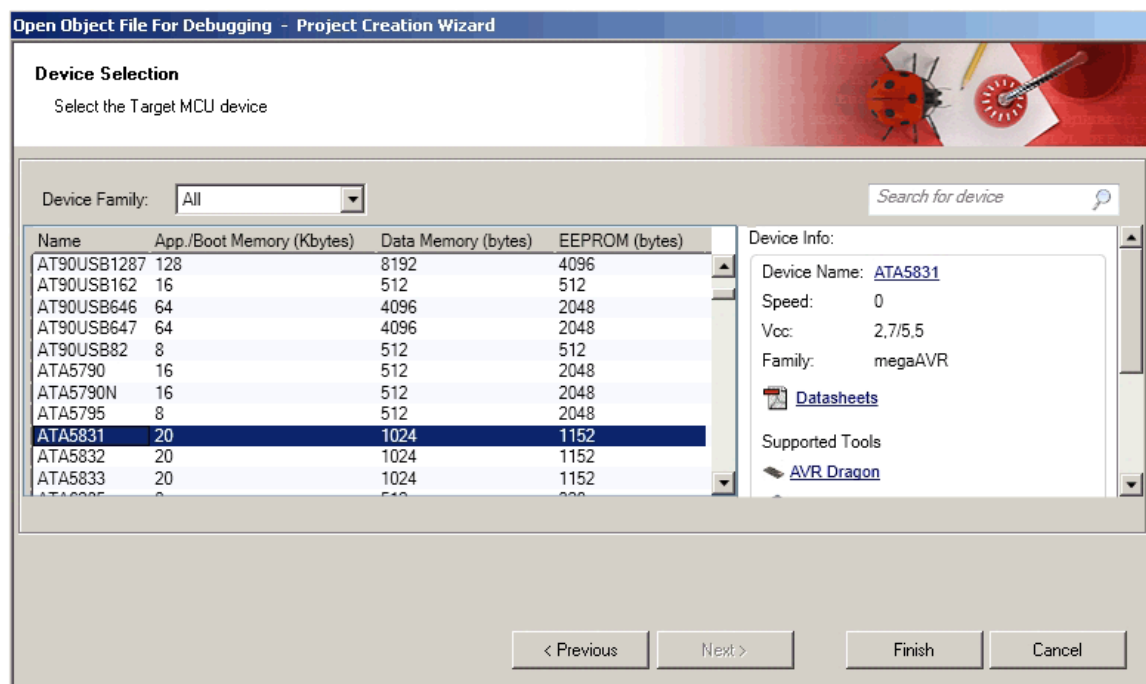 Open Object File For Debugging - Project Creation Wizard
Device Selection
Select the Target MCU device
Device Family: All
Search for device
Name App./Boot Memory (Kbytes) Data Memory (bytes) EEPROM (bytes)
AT90USB1287 128 8192 4096
AT90USB162 16 512 512
AT90USB646 64 4096 2048
AT90USB647 64 4096 2048
AT90USB82 8 512 512
ATA5790 16 512 2048
ATA5790N 16 512 2048
ATA5795 8 512 2048
ATA5831 20 1024 1152
ATA5832 20 1024 1152
ATA5833 20 1024 1152
Device Info:
Device Name: ATA5831
Speed: 0
Vcc: 2,7/5,5
Family: megaAVR
Datasheets
Supported Tools
AVR Dragon
< Previous
Next >
Finish
Cancel